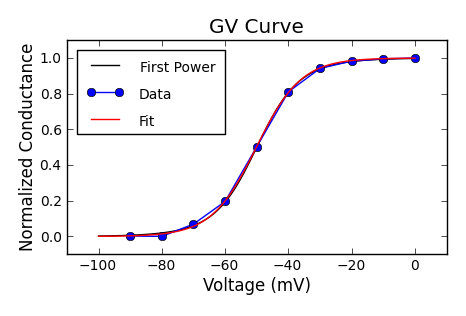 GV Curve
Normalized Conductance
1.0
0.8
0.6
0.4
0.2
0.0
First Power
Data
Fit
−100 −80 −60 −40 −20 0
Voltage (mV)